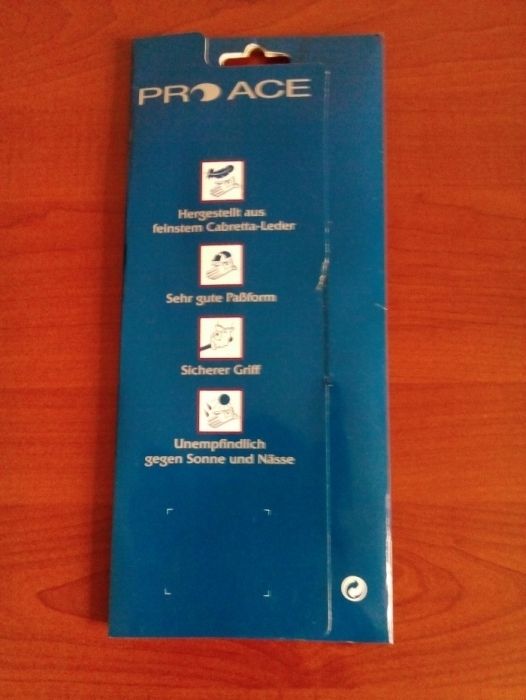 PRO ACE
Hergestellt aus
feinstem Cabretta-Leder
Sehr gute Paßform
Sicherer Griff
Unempfindlich
gegen Sonne und Nässe